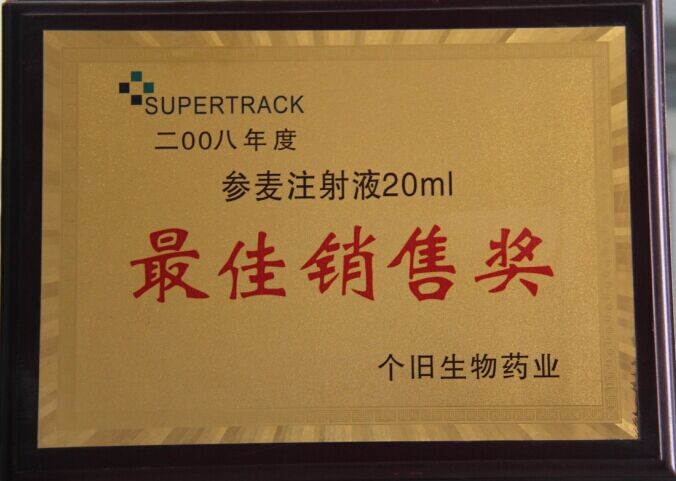 SUPERTRACK
二00八年度
参麦注射液20ml
最佳销售奖
个旧生物药业